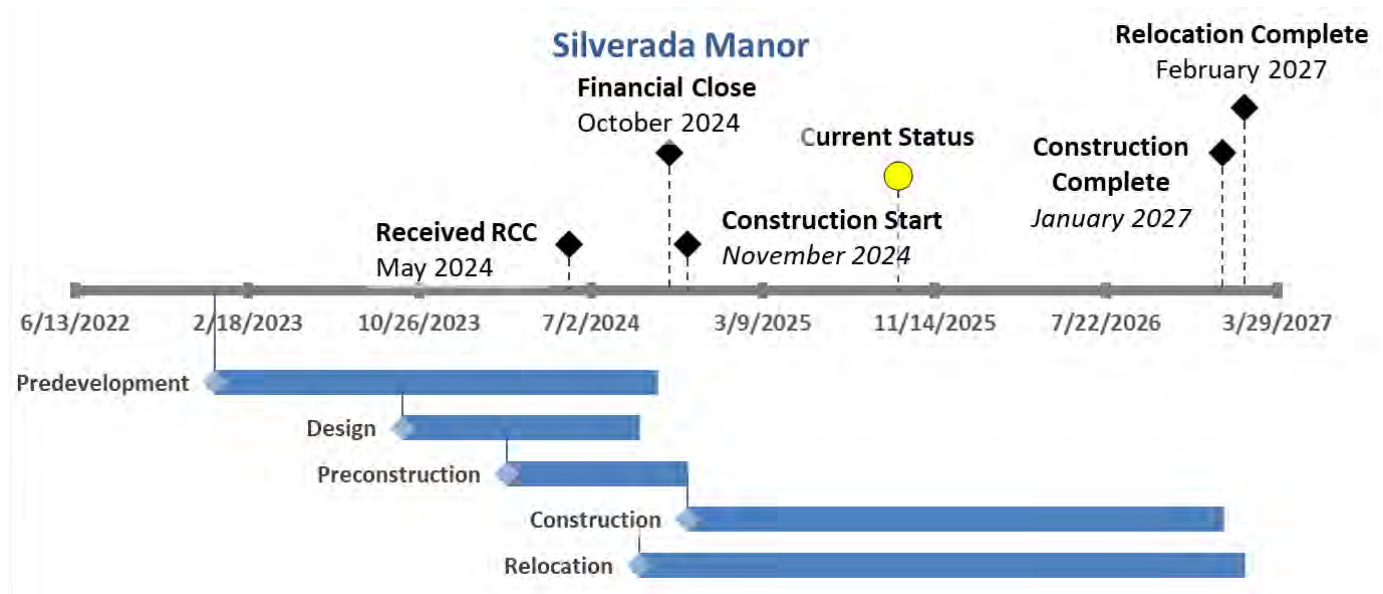 Silverada Manor
Relocation Complete
February 2027
Financial Close
October 2024
Current Status
Construction
Complete
January 2027
Received RCC
May 2024
Construction Start
November 2024
6/13/2022 2/18/2023 10/26/2023 7/2/2024 3/9/2025 11/14/2025 7/22/2026 3/29/2027
Predevelopment
Design
Preconstruction
Construction
Relocation